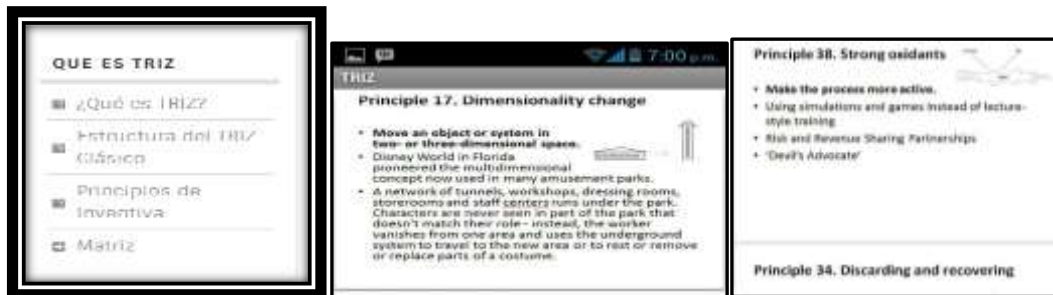 QUE ES TRIZ
¿Qué es TRIZ?
Estructura del TRIZ
Clásico
Principios de
Inventiva
Matriz
7:00 p.m.
TRIZ
Principle 17. Dimensionality change
• Move an object or system in
two- or three-dimensional space.
• Disney World in Florida
pioneered the multidimensional
concept now used in many amusement parks.
• A network of tunnels, workshops, dressing rooms,
storerooms and staff centers runs under the park.
Characters are never seen in part of the park that
doesn't match their role– instead, the worker
vanishes from one area and uses the underground
system to travel to the new area or to rest or remove
or replace parts of a costume.
Principle 38. Strong oxidants
• Make the process more active.
• Using simulations and games instead of lecture-
style training
• Risk and Revenue Sharing Partnerships
• 'Devil's Advocate'
Principle 34. Discarding and recovering